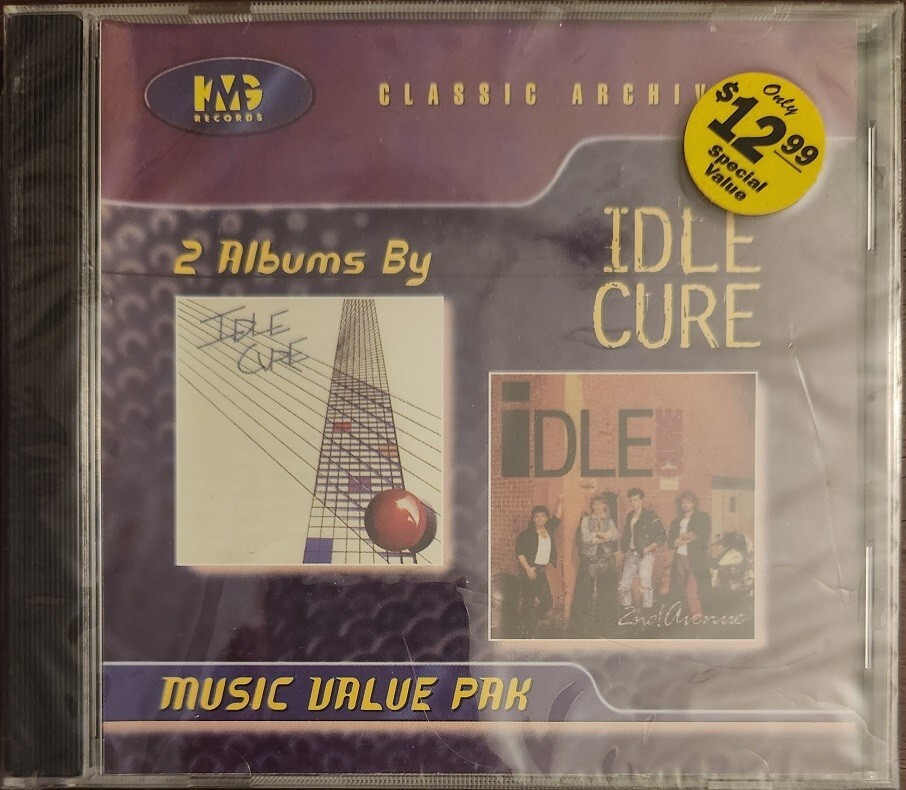 KMG
RECORDS
CLASSIC ARCHIV
Only
$12.99
Special
Value
2 Albums By
IDLE
CURE
IDLE
CURE
iDLE CURE
2nd Avenue
MUSIC VALUE PAK